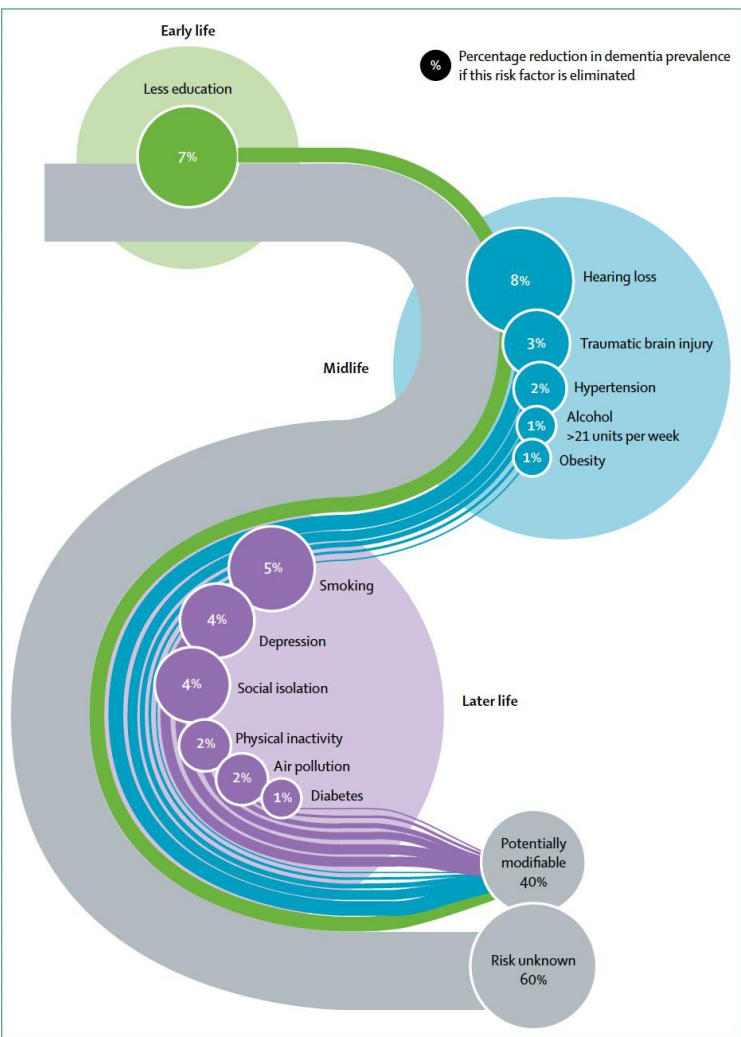 Early life
% Percentage reduction in dementia prevalence
if this risk factor is eliminated
Less education
7%
8%
Hearing loss
3%
Traumatic brain injury
Midlife
2%
Hypertension
1%
Alcohol
>21 units per week
1%
Obesity
5%
Smoking
4%
Depression
4%
Social isolation
Later life
2%
Physical inactivity
2%
Air pollution
1%
Diabetes
Potentially
modifiable
40%
Risk unknown
60%